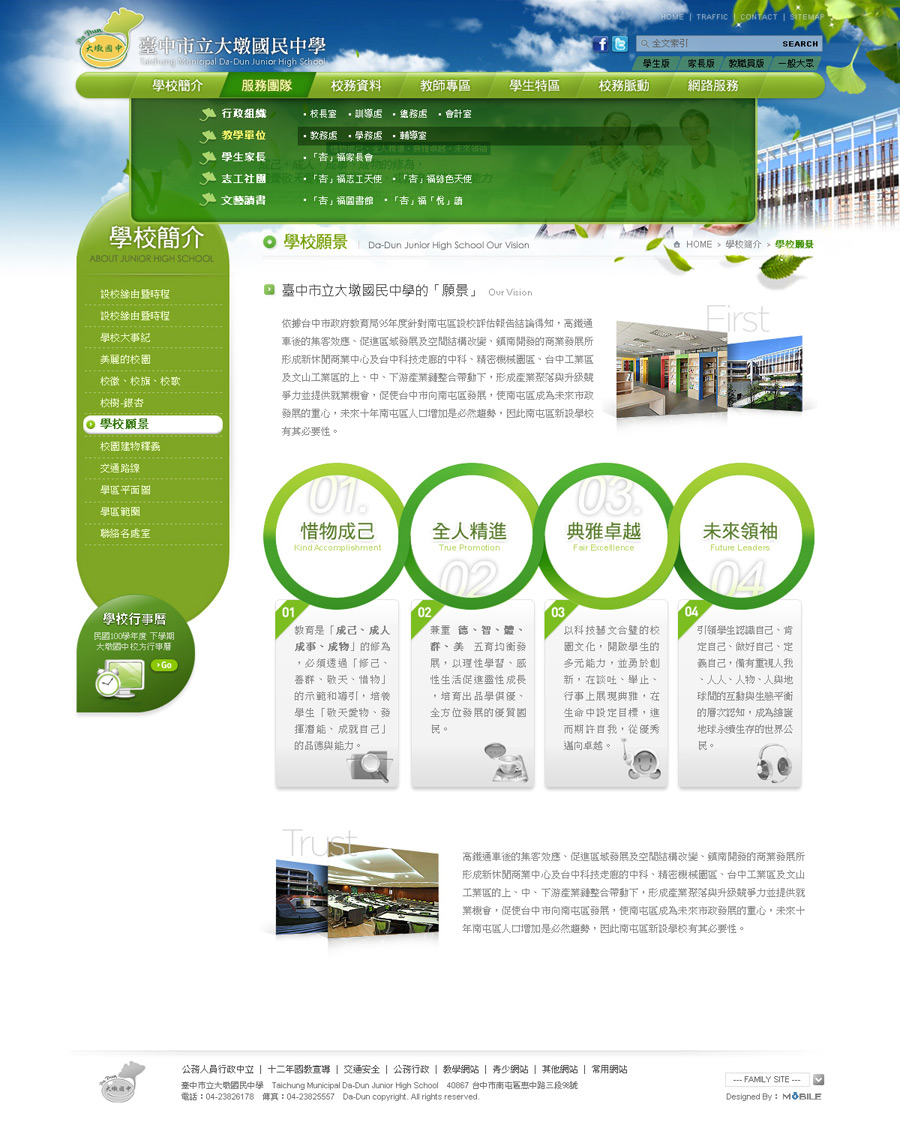 HOME | TRAFFIC | CONTACT | SITEMAP
Da Dun
大墩國中
臺中市立大墩國民中學
Taichung Municipal Da-Dun Junior High School
全文索引 SEARCH
學生版 家長版 教職員版 一般大眾
學校簡介 服務團隊 校務資料 教師專區 學生特區 校務脈動 網路服務
行政組織 •校長室 •訓導處 •總務處 •會計室
教學單位 •教務處 •學務處 •輔導室
學生家長 •「杏」福家長會
志工社團 •「杏」福志工天使 •「杏」福綠色天使
文藝讀書 •「杏」福圖書館 •「杏」福「悅」讀
學校簡介
ABOUT JUNIOR HIGH SCHOOL
設校緣由暨時程
設校緣由暨時程
學校大事記
美麗的校園
校徽、校旗、校歌
校樹-銀杏
學校願景
校園建物釋義
交通路線
學區平面圖
學區範圍
聯絡各處室
學校行事曆
民國100學年度 下學期
大墩國中校方行事曆
Go
學校願景 | Da-Dun Junior High School Our Vision
HOME > 學校簡介 > 學校願景
臺中市立大墩國民中學的「願景」 Our Vision
依據台中市政府教育局95年度針對南屯區設校評估報告結論得知，高鐵通
車後的集客效應、促進區域發展及空間結構改變、鎮南開發的商業發展所
形成新休閒商業中心及台中科技走廊的中科、精密機械園區、台中工業區
及文山工業區的上、中、下游產業鏈整合帶動下，形成產業聚落與升級競
爭力並提供就業機會，促使台中市向南屯區發展，使南屯區成為未來市政
發展的重心，未來十年南屯區人口增加是必然趨勢，因此南屯區新設學校
有其必要性。
First
01.
惜物成己
Kind Accomplishment
全人精進
True Promotion
02
03.
典雅卓越
Fair Excellence
未來領袖
Future Leaders
04
01
教育是「成己、成人
成事、成物」的修為
，必須透過「修己、
善群、敬天、惜物」
的示範和導引，培養
學生「敬天愛物、發
揮潛能、成就自己」
的品德與能力。
02
兼重 德、智、體、
群、美 五育均衡發
展，以理性學習、感
性生活促進靈性成長
，培育出品學俱優、
全方位發展的優質國
民。
03
以科技藝文合璧的校
園文化，開啟學生的
多元能力，並勇於創
新，在談吐、舉止、
行事上展現典雅，在
生命中設定目標，進
而期許自我，從優秀
邁向卓越。
04
引領學生認識自己、肯
定自己、做好自己、定
義自己，備有重視人我
、人人、人物、人與地
球間的互動與生態平衡
的層次認知，成為維護
地球永續生存的世界公
民。
Trust
高鐵通車後的集客效應、促進區域發展及空間結構改變、鎮南開發的商業發展所
形成新休閒商業中心及台中科技走廊的中科、精密機械園區、台中工業區及文山
工業區的上、中、下游產業鏈整合帶動下，形成產業聚落與升級競爭力並提供就
業機會，促使台中市向南屯區發展，使南屯區成為未來市政發展的重心，未來十
年南屯區人口增加是必然趨勢，因此南屯區新設學校有其必要性。
Da Dun
大墩國中
公務人員行政中立 | 十二年國教宣導 | 交通安全 | 公務行政 | 教學網站 | 青少網站 | 其他網站 | 常用網站
臺中市立大墩國民中學 Taichung Municipal Da-Dun Junior High School 40867 台中市南屯區惠中路三段98號
電話：04-23826178 傳真：04-23825557 Da-Dun copyright. All rights reserved.
--- FAMILY SITE ---
Designed By： MOBILE